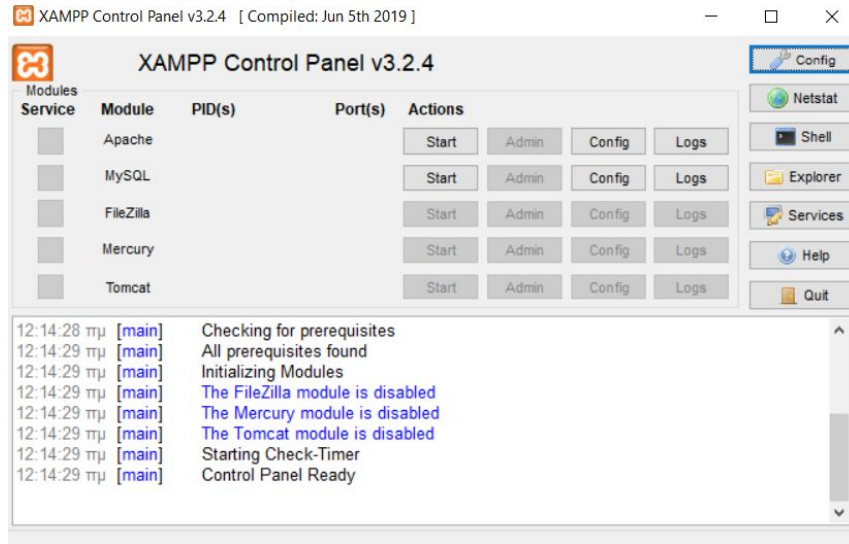 XAMPP Control Panel v3.2.4 [ Compiled: Jun 5th 2019 ]
XAMPP Control Panel v3.2.4
Config
Modules
Service Module PID(s) Port(s) Actions
Netstat
Apache Start Admin Config Logs
Shell
MySQL Start Admin Config Logs
Explorer
FileZilla Start Admin Config Logs
Services
Mercury Start Admin Config Logs
Help
Tomcat Start Admin Config Logs
Quit
12:14:28 πμ [main] Checking for prerequisites
12:14:29 πμ [main] All prerequisites found
12:14:29 πμ [main] Initializing Modules
12:14:29 πμ [main] The FileZilla module is disabled
12:14:29 πμ [main] The Mercury module is disabled
12:14:29 πμ [main] The Tomcat module is disabled
12:14:29 πμ [main] Starting Check-Timer
12:14:29 πμ [main] Control Panel Ready